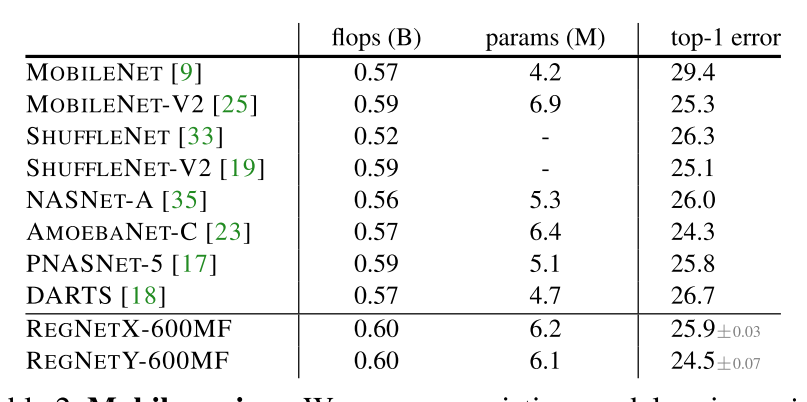 flops (B) params (M) top-1 error
MOBILENET [9] 0.57 4.2 29.4
MOBILENET-V2 [25] 0.59 6.9 25.3
SHUFFLENET [33] 0.52 - 26.3
SHUFFLENET-V2 [19] 0.59 - 25.1
NASNET-A [35] 0.56 5.3 26.0
AMOEBANET-C [23] 0.57 6.4 24.3
PNASNET-5 [17] 0.59 5.1 25.8
DARTS [18] 0.57 4.7 26.7
REGNETX-600MF 0.60 6.2 25.9±0.03
REGNETY-600MF 0.60 6.1 24.5±0.07